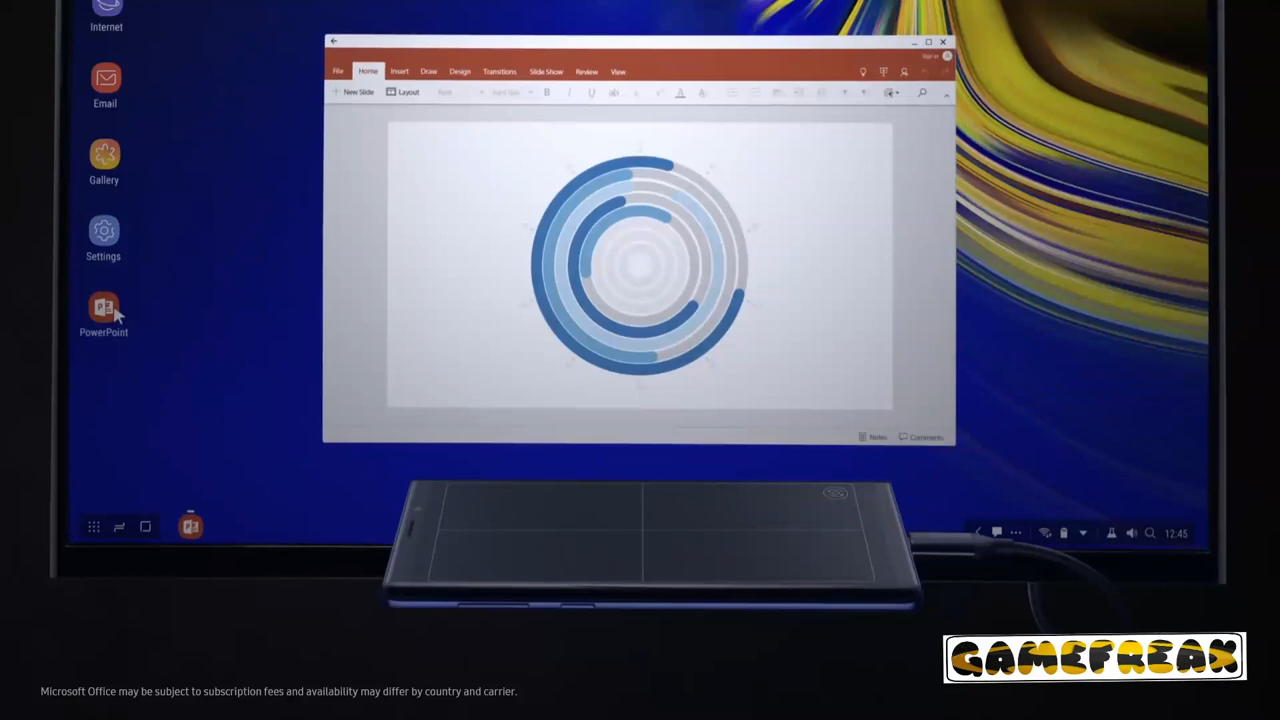 Internet
Email
Gallery
Settings
PowerPoint
Sign in
File Home Insert Draw Design Transitions Slide Show Review View
New Slide Layout B I U
Notes Comments
12:45
GAMEFREAK
Microsoft Office may be subject to subscription fees and availability may differ by country and carrier.